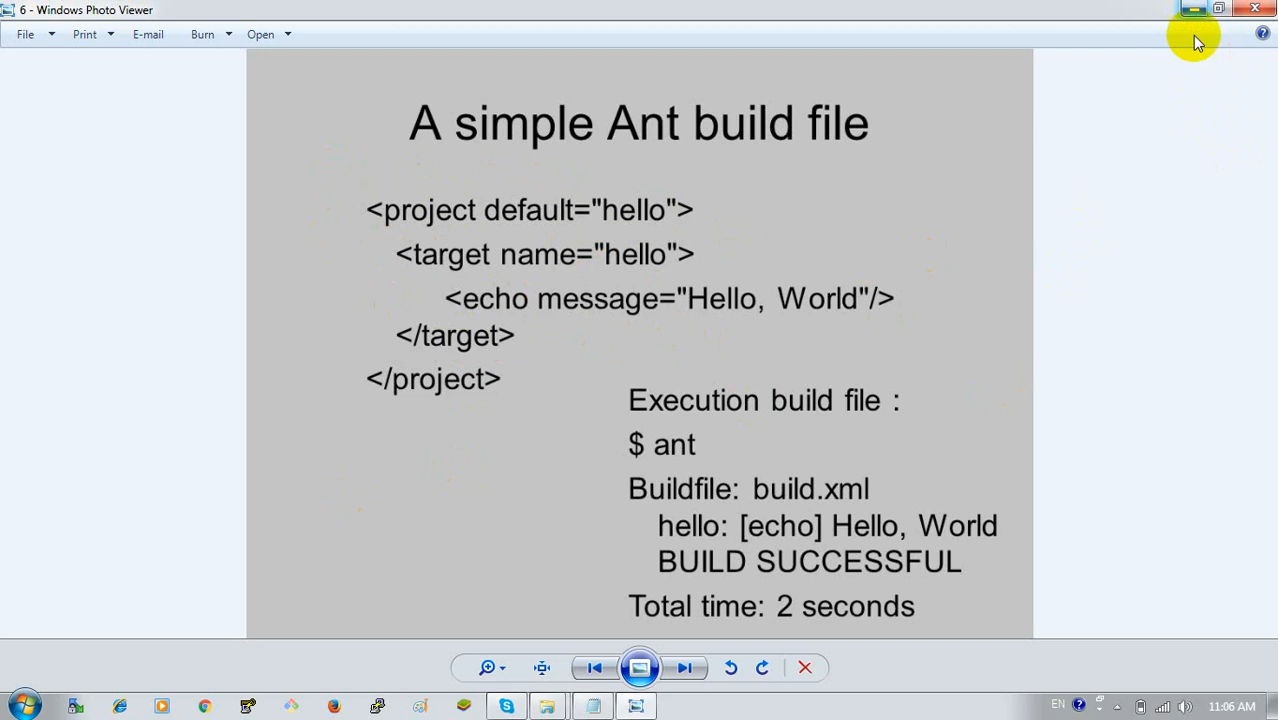 6 - Windows Photo Viewer
File Print E-mail Burn Open
A simple Ant build file
<project default="hello">
<target name="hello">
<echo message="Hello, World"/>
</target>
</project>
Execution build file :
$ ant
Buildfile: build.xml
hello: [echo] Hello, World
BUILD SUCCESSFUL
Total time: 2 seconds
EN 11:06 AM